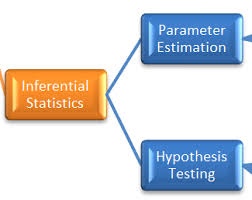 Parameter
Estimation
Inferential
Statistics
Hypothesis
Testing